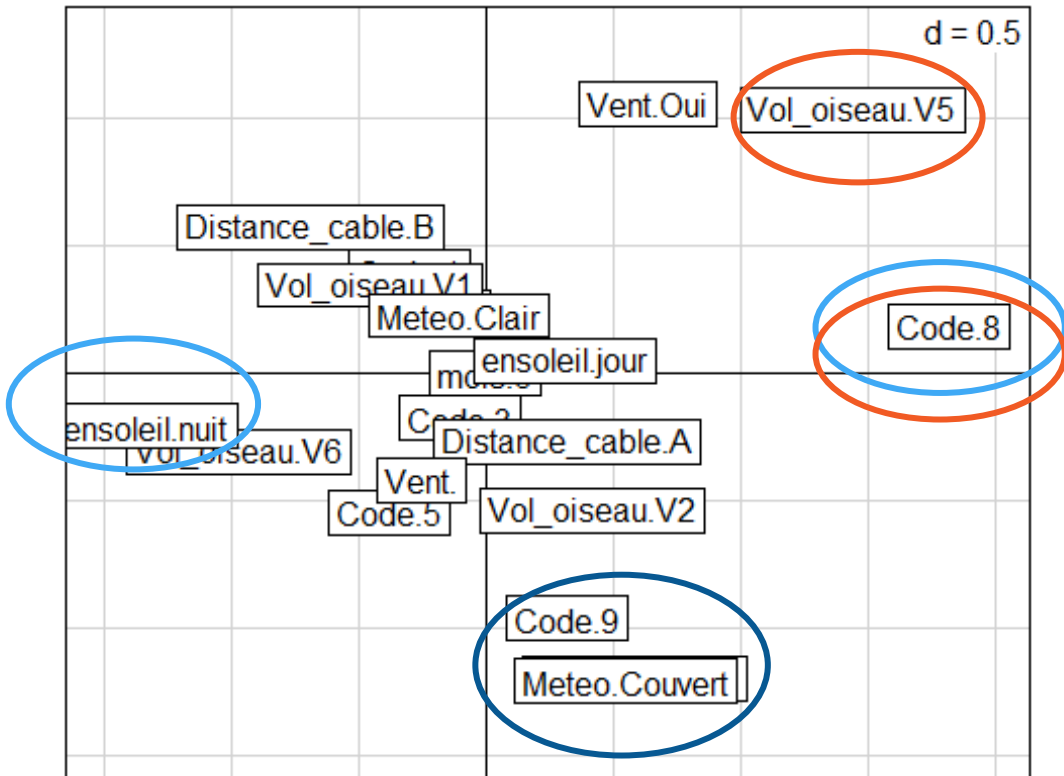 d = 0.5
Vent.Oui
Vol_oiseau.V5
Distance_cable.B
Vol_oiseau.V1
Meteo.Clair
Code.8
ensoleil.jour
ensoleil.nuit
Distance_cable.A
Vol_oiseau.V6
Vent.
Code.5
Vol_oiseau.V2
Code.9
Meteo.Couvert